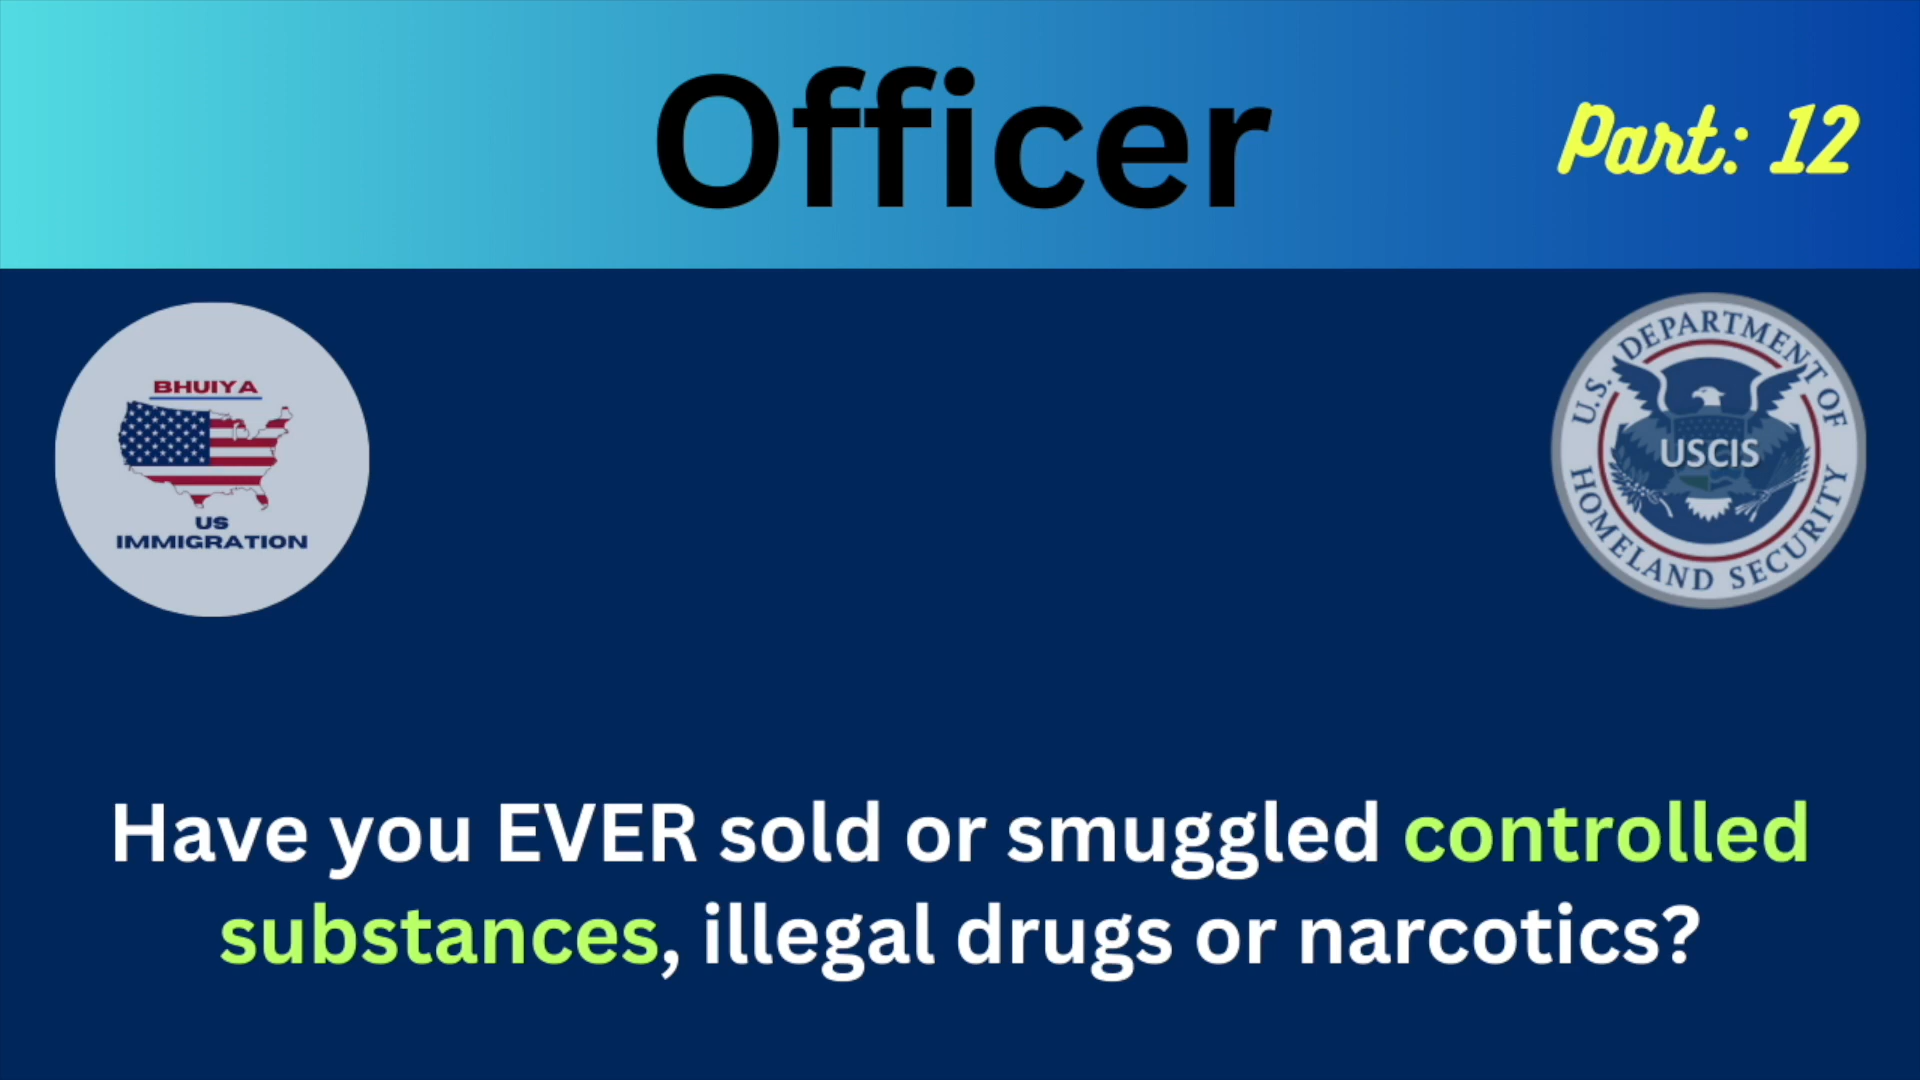 Officer
Part: 12
BHUIYA
US
IMMIGRATION
U.S. DEPARTMENT OF
USCIS
HOMELAND SECURITY
Have you EVER sold or smuggled controlled
substances, illegal drugs or narcotics?